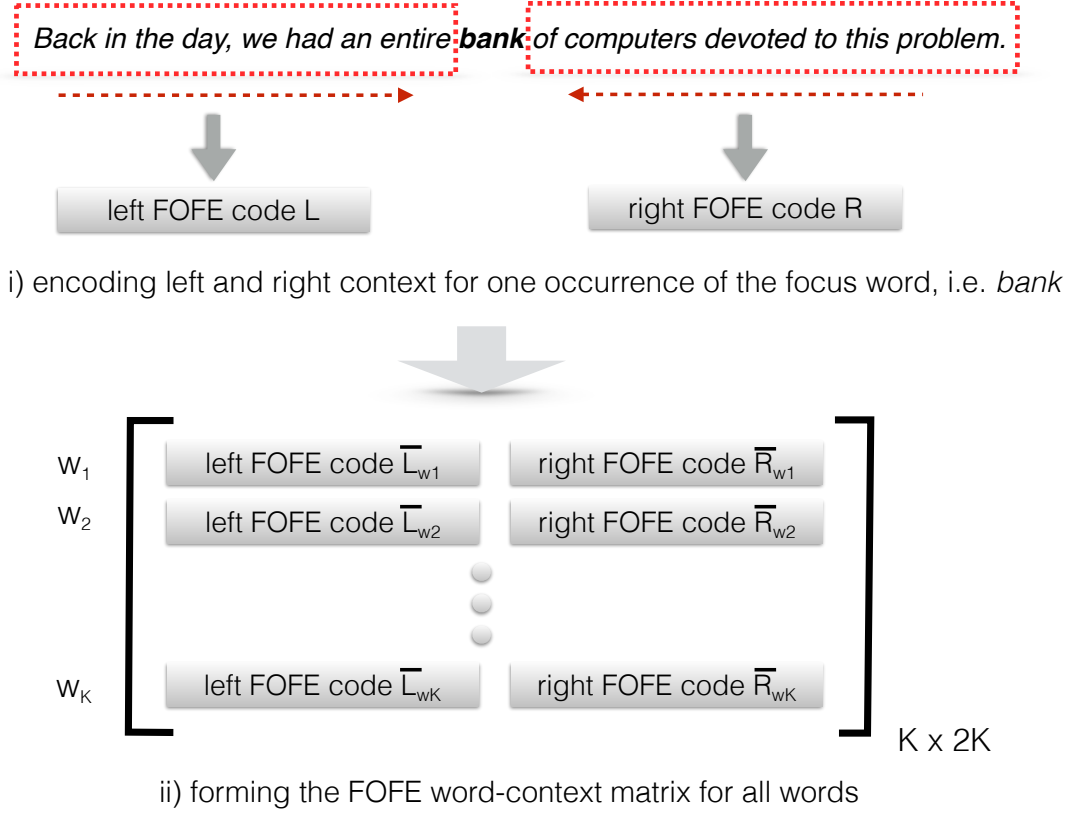 Back in the day, we had an entire bank of computers devoted to this problem.
left FOFE code L
right FOFE code R
i) encoding left and right context for one occurrence of the focus word, i.e. bank
w₁ left FOFE code L̅w1 right FOFE code R̅w1
w₂ left FOFE code L̅w2 right FOFE code R̅w2
wK left FOFE code L̅wK right FOFE code R̅wK
K x 2K
ii) forming the FOFE word-context matrix for all words